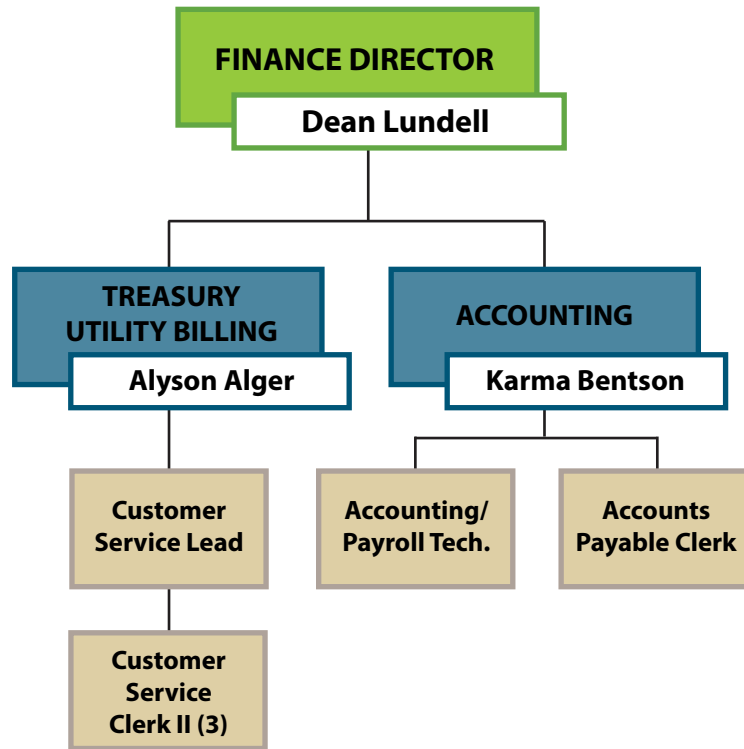 FINANCE DIRECTOR
Dean Lundell
TREASURY
UTILITY BILLING
Alyson Alger
ACCOUNTING
Karma Bentson
Customer
Service Lead
Accounting/
Payroll Tech.
Accounts
Payable Clerk
Customer
Service
Clerk II (3)